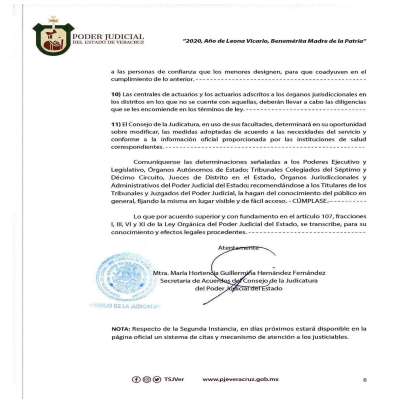 PODER JUDICIAL
DEL ESTADO DE VERACRUZ
"2020, Año de Leona Vicario, Benemérita Madre de la Patria"
a las personas de confianza que los menores designen, para que coadyuven en el
cumplimiento de lo anterior.
10) Las centrales de actuarios y los actuarios adscritos a los órganos jurisdiccionales en
los distritos en los que no se cuente con aquellas, deberán llevar a cabo las diligencias
que se les encomiende en los términos de ley.
11) El Consejo de la Judicatura, en uso de sus facultades, determinará en su oportunidad
sobre modificar, las medidas adoptadas de acuerdo a las necesidades del servicio y
conforme a la información oficial proporcionada por las instituciones de salud
correspondientes.
Comuníquense las determinaciones señaladas a los Poderes Ejecutivo y
Legislativo, Órganos Autónomos de Estado; Tribunales Colegiados del Séptimo y
Décimo Circuito, Jueces de Distrito en el Estado, Órganos Jurisdiccionales y
Administrativos del Poder Judicial del Estado; recomendándose a los Titulares de los
Tribunales y Juzgados del Poder Judicial, la hagan del conocimiento del público en
general, fijando la misma en lugar visible y de fácil acceso. - CÚMPLASE.
Lo que por acuerdo superior y con fundamento en el artículo 107, fracciones
I, III, VI y XI de la Ley Orgánica del Poder Judicial del Estado, se transcribe, para su
conocimiento y efectos legales procedentes.
Atentamente
Mtra. María Hortencia Guillermina Hernández Fernández
Secretaria de Acuerdos del Consejo de la Judicatura
del Poder Judicial del Estado
DE LA JUDICATURA
NOTA: Respecto de la Segunda Instancia, en días próximos estará disponible en la
página oficial un sistema de citas y mecanismo de atención a los justiciables.
TSJVer www.pjeveracruz.gob.mx
6